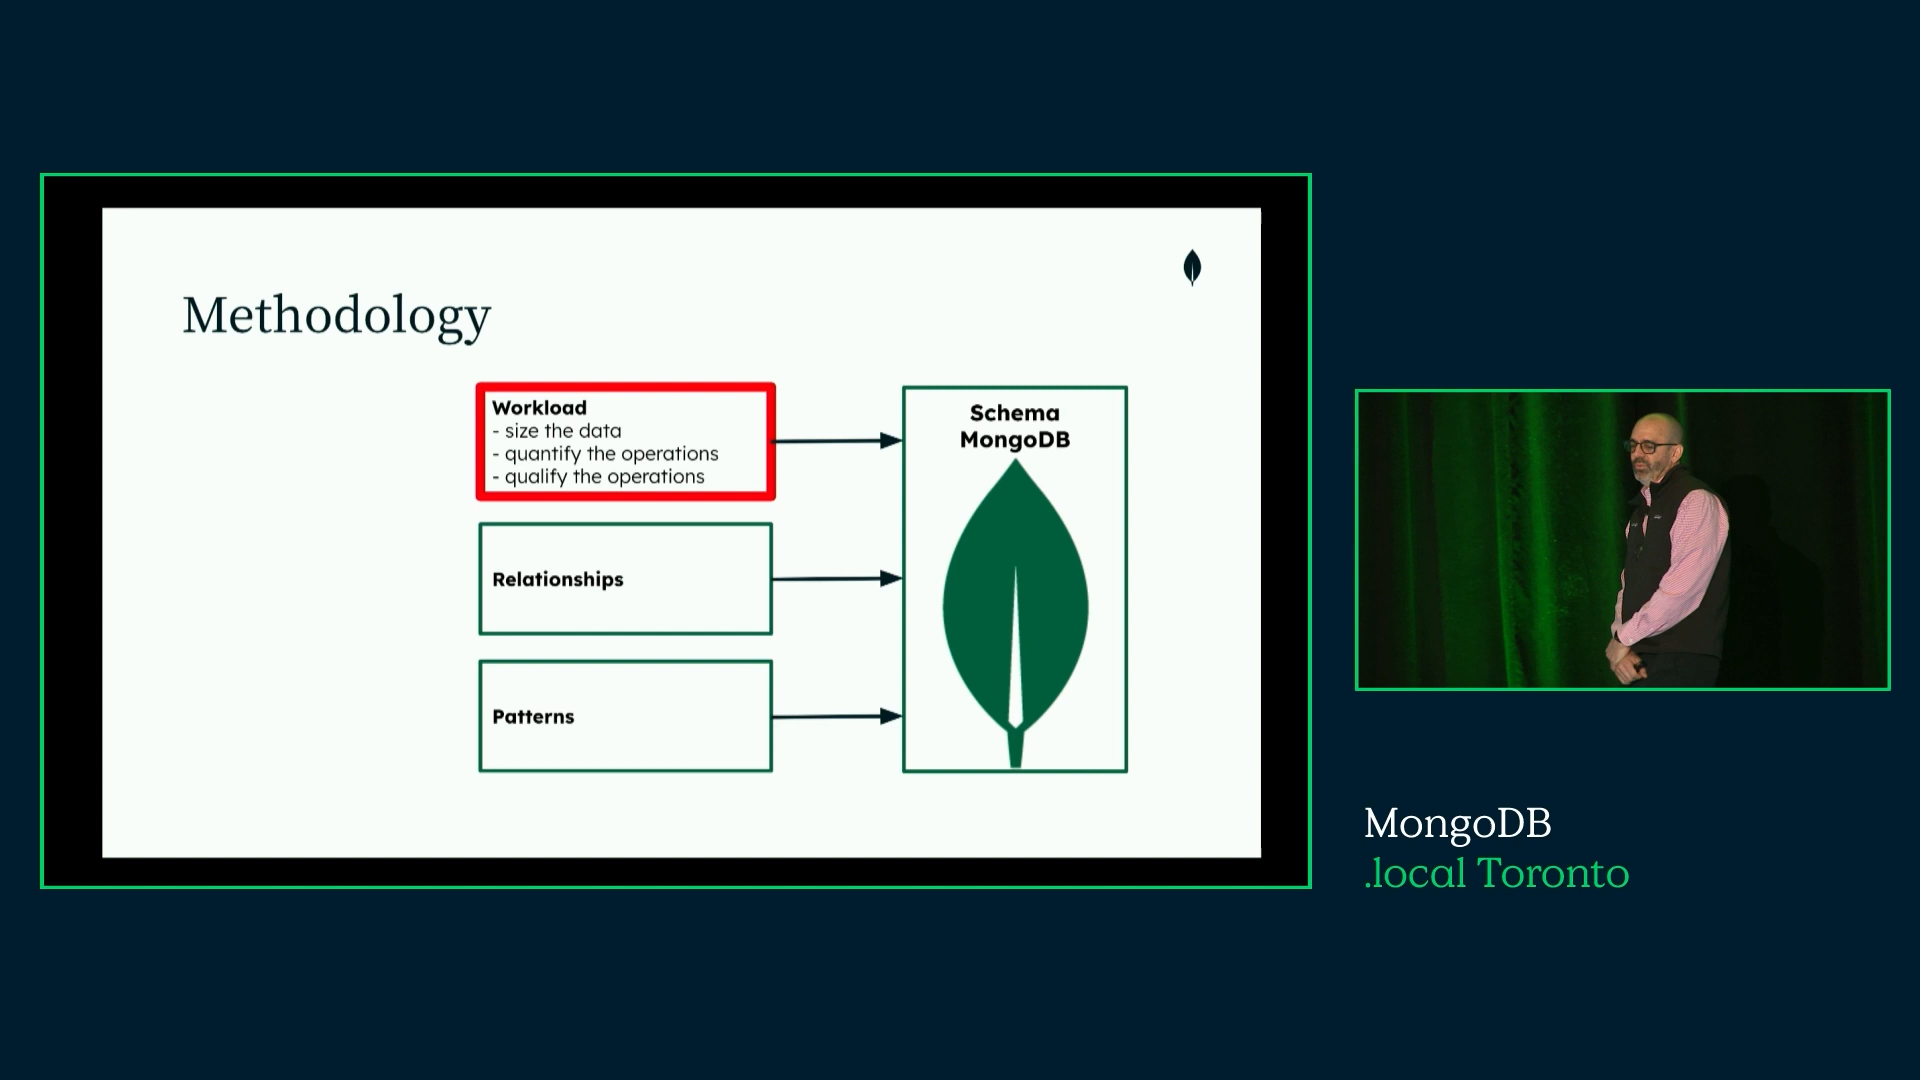 Methodology
Workload
- size the data
- quantify the operations
- qualify the operations
Relationships
Patterns
Schema
MongoDB
MongoDB
.local Toronto